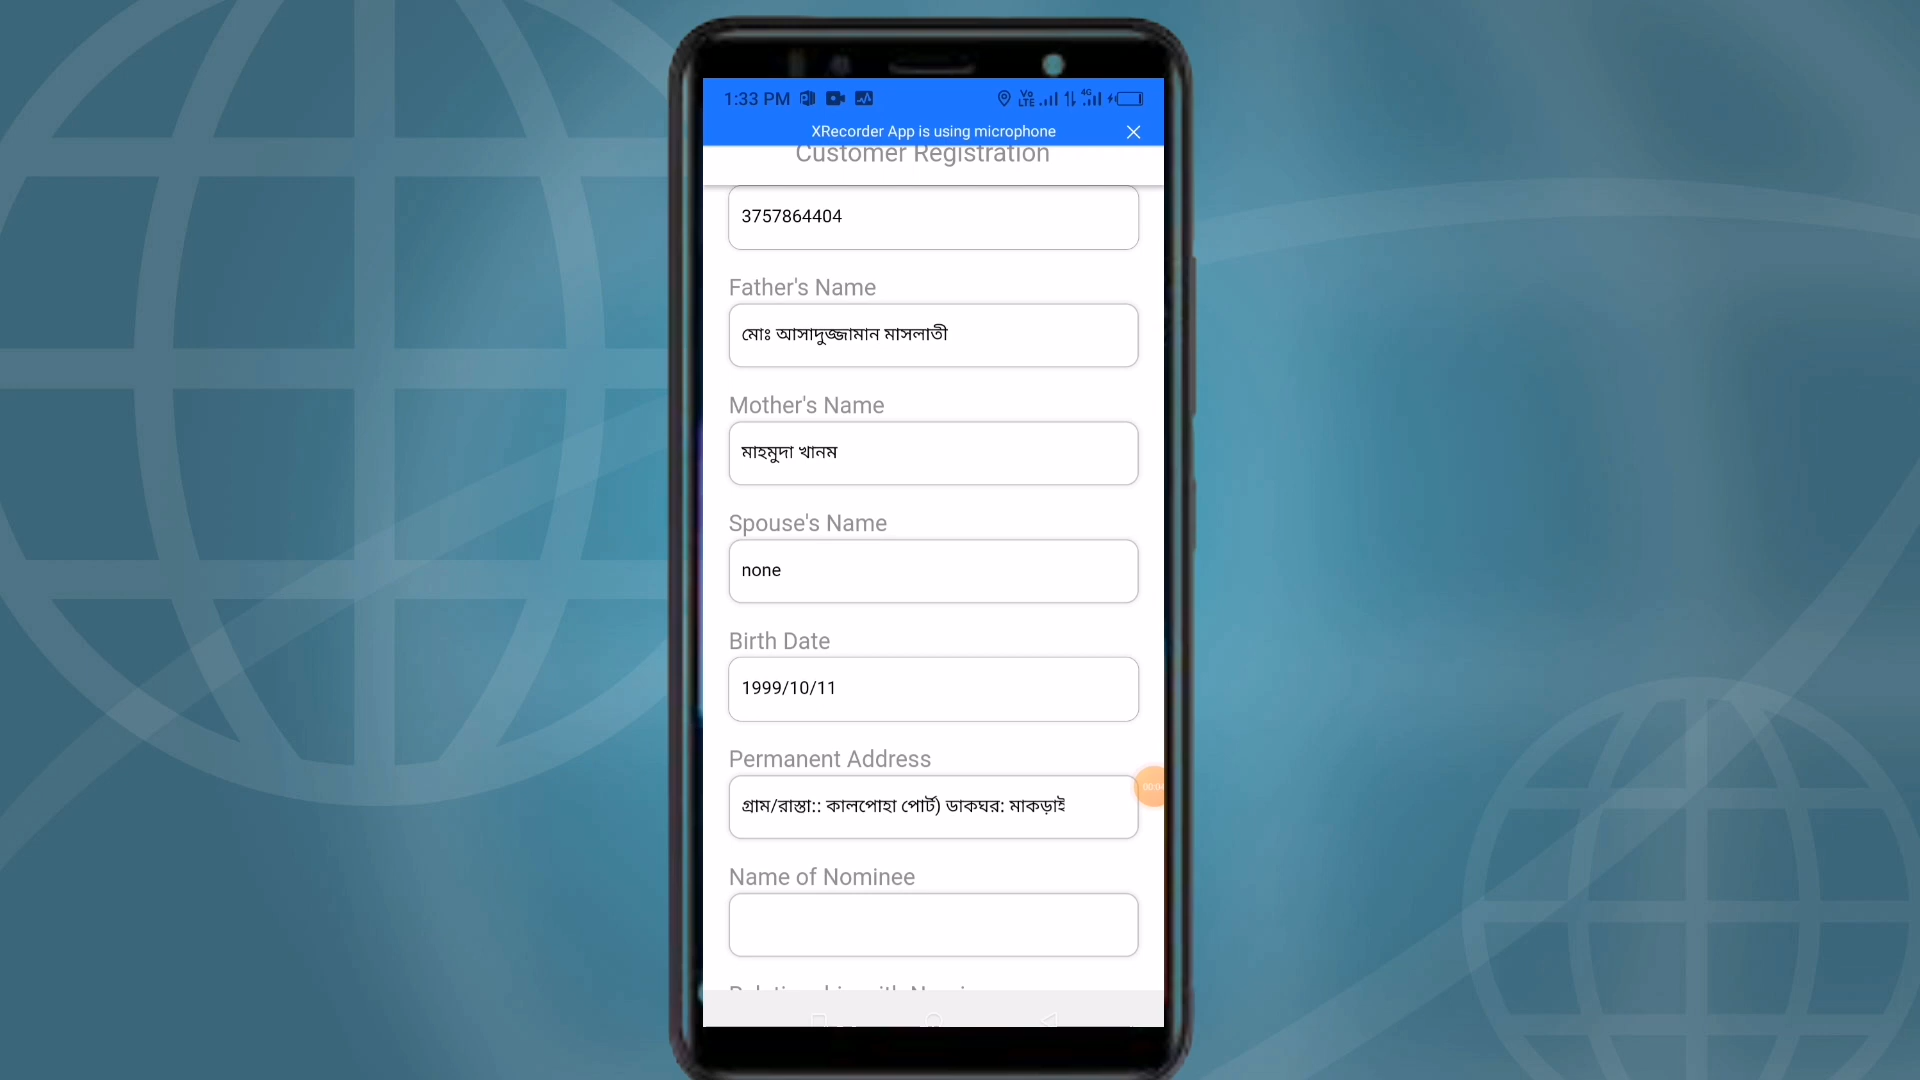 1:33 PM
XRecorder App is using microphone
Customer Registration
3757864404
Father's Name
মোঃ আসাদুজ্জামান মাসলাতী
Mother's Name
মাহমুদা খানম
Spouse's Name
none
Birth Date
1999/10/11
Permanent Address
গ্রাম/রাস্তা:: কালপোহা পোর্ট) ডাকঘর: মাকড়াই
Name of Nominee